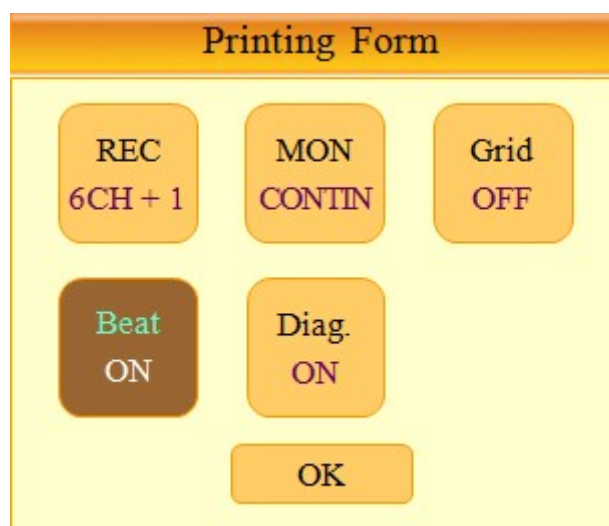 Printing Form
REC
6CH + 1
MON
CONTIN
Grid
OFF
Beat
ON
Diag.
ON
OK